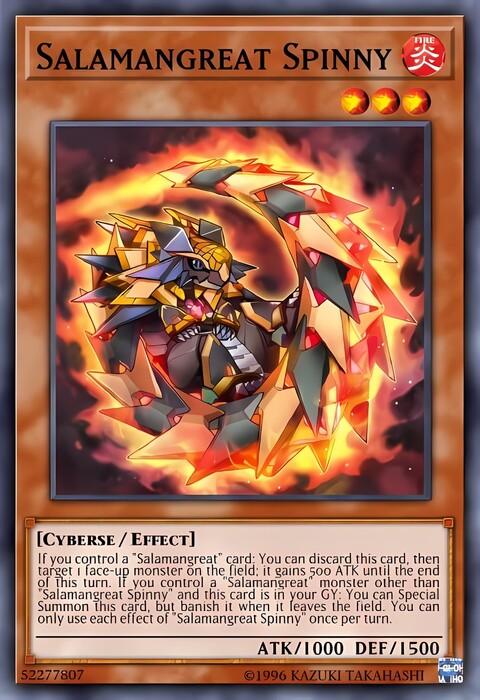 SALAMANGREAT SPINNY
FIRE
炎
[CYBERSE / EFFECT]
If you control a "Salamangreat" card: You can discard this card, then
target 1 face-up monster on the field; it gains 500 ATK until the end
of this turn. If you control a "Salamangreat" monster other than
"Salamangreat Spinny" and this card is in your GY: You can Special
Summon this card, but banish it when it leaves the field. You can
only use each effect of "Salamangreat Spinny" once per turn.
ATK/1000 DEF/1500
52277807
©1996 KAZUKI TAKAHASHI